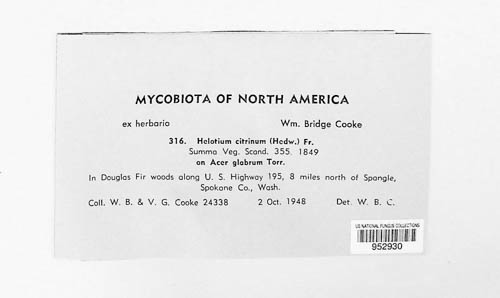 MYCOBIOTA OF NORTH AMERICA
ex herbario Wm. Bridge Cooke
316. Helotium citrinum (Hedw.) Fr.
Summa Veg. Scand. 355. 1849
on Acer glabrum Torr.
In Douglas Fir woods along U. S. Highway 195, 8 miles north of Spangle,
Spokane Co., Wash.
Coll. W. B. & V. G. Cooke 24338 2 Oct. 1948 Det. W. B. C.
US NATIONAL FUNGUS COLLECTIONS
952930